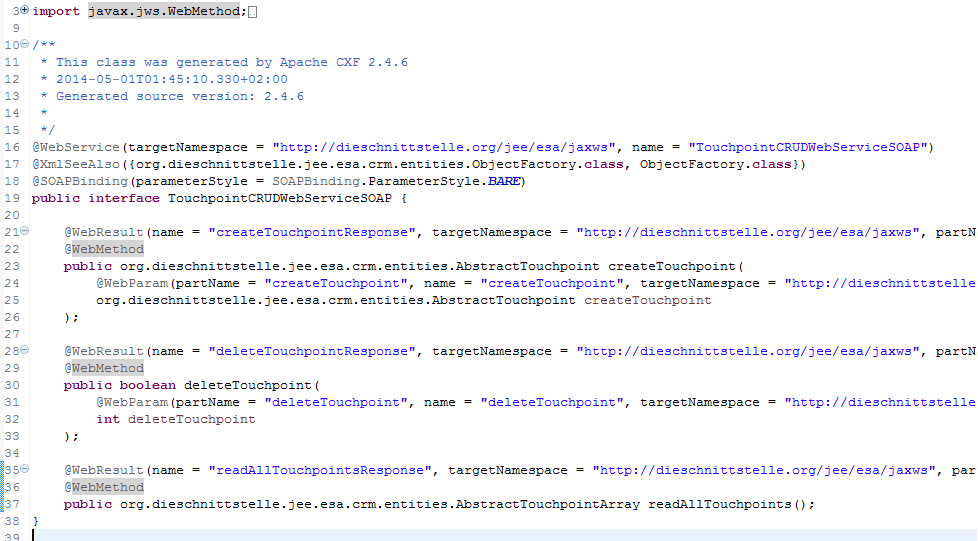 3 import javax.jws.WebMethod;
9
10 /**
11  * This class was generated by Apache CXF 2.4.6
12  * 2014-05-01T01:45:10.330+02:00
13  * Generated source version: 2.4.6
14  *
15  */
16 @WebService(targetNamespace = "http://dieschnittstelle.org/jee/esa/jaxws", name = "TouchpointCRUDWebServiceSOAP")
17 @XmlSeeAlso({org.dieschnittstelle.jee.esa.crm.entities.ObjectFactory.class, ObjectFactory.class})
18 @SOAPBinding(parameterStyle = SOAPBinding.ParameterStyle.BARE)
19 public interface TouchpointCRUDWebServiceSOAP {
20
21     @WebResult(name = "createTouchpointResponse", targetNamespace = "http://dieschnittstelle.org/jee/esa/jaxws", partN
22     @WebMethod
23     public org.dieschnittstelle.jee.esa.crm.entities.AbstractTouchpoint createTouchpoint(
24         @WebParam(partName = "createTouchpoint", name = "createTouchpoint", targetNamespace = "http://dieschnittstelle
25         org.dieschnittstelle.jee.esa.crm.entities.AbstractTouchpoint createTouchpoint
26     );
27
28     @WebResult(name = "deleteTouchpointResponse", targetNamespace = "http://dieschnittstelle.org/jee/esa/jaxws", partN
29     @WebMethod
30     public boolean deleteTouchpoint(
31         @WebParam(partName = "deleteTouchpoint", name = "deleteTouchpoint", targetNamespace = "http://dieschnittstelle
32         int deleteTouchpoint
33     );
34
35     @WebResult(name = "readAllTouchpointsResponse", targetNamespace = "http://dieschnittstelle.org/jee/esa/jaxws", par
36     @WebMethod
37     public org.dieschnittstelle.jee.esa.crm.entities.AbstractTouchpointArray readAllTouchpoints();
38 }
39